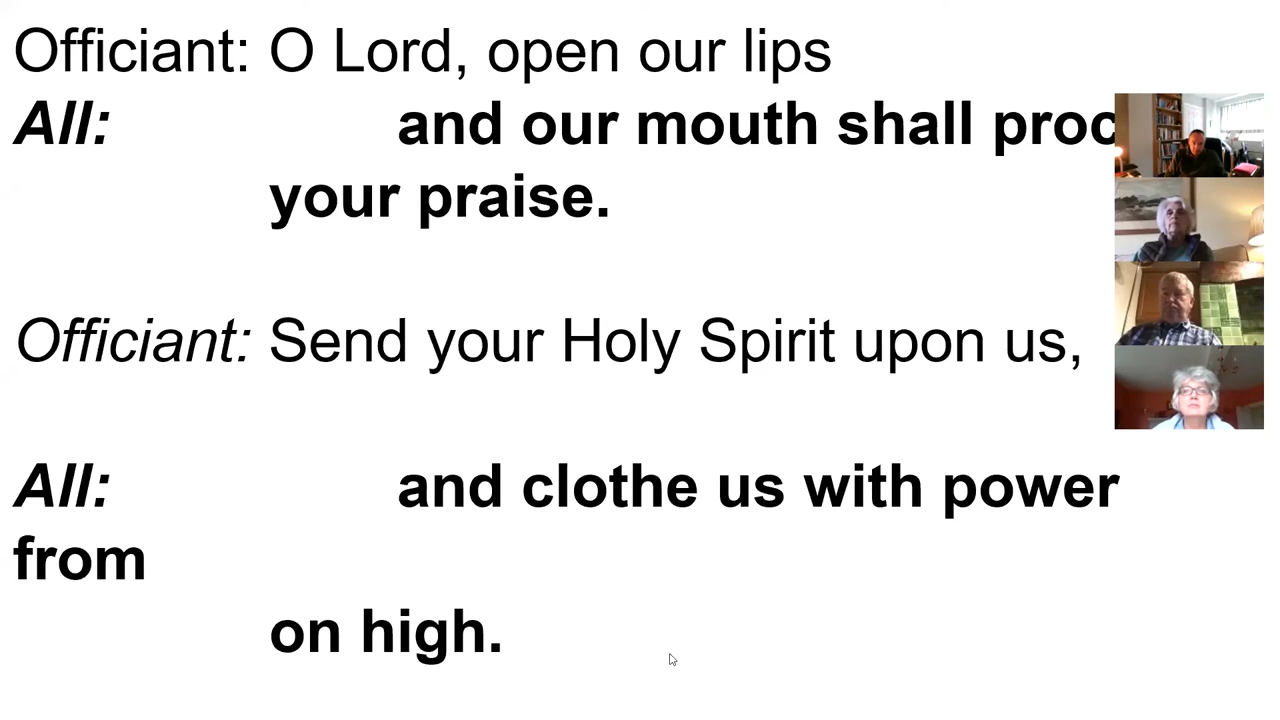 Officiant: O Lord, open our lips
All: and our mouth shall
your praise.
Officiant: Send your Holy Spirit upon us,
All: and clothe us with power
from
on high.